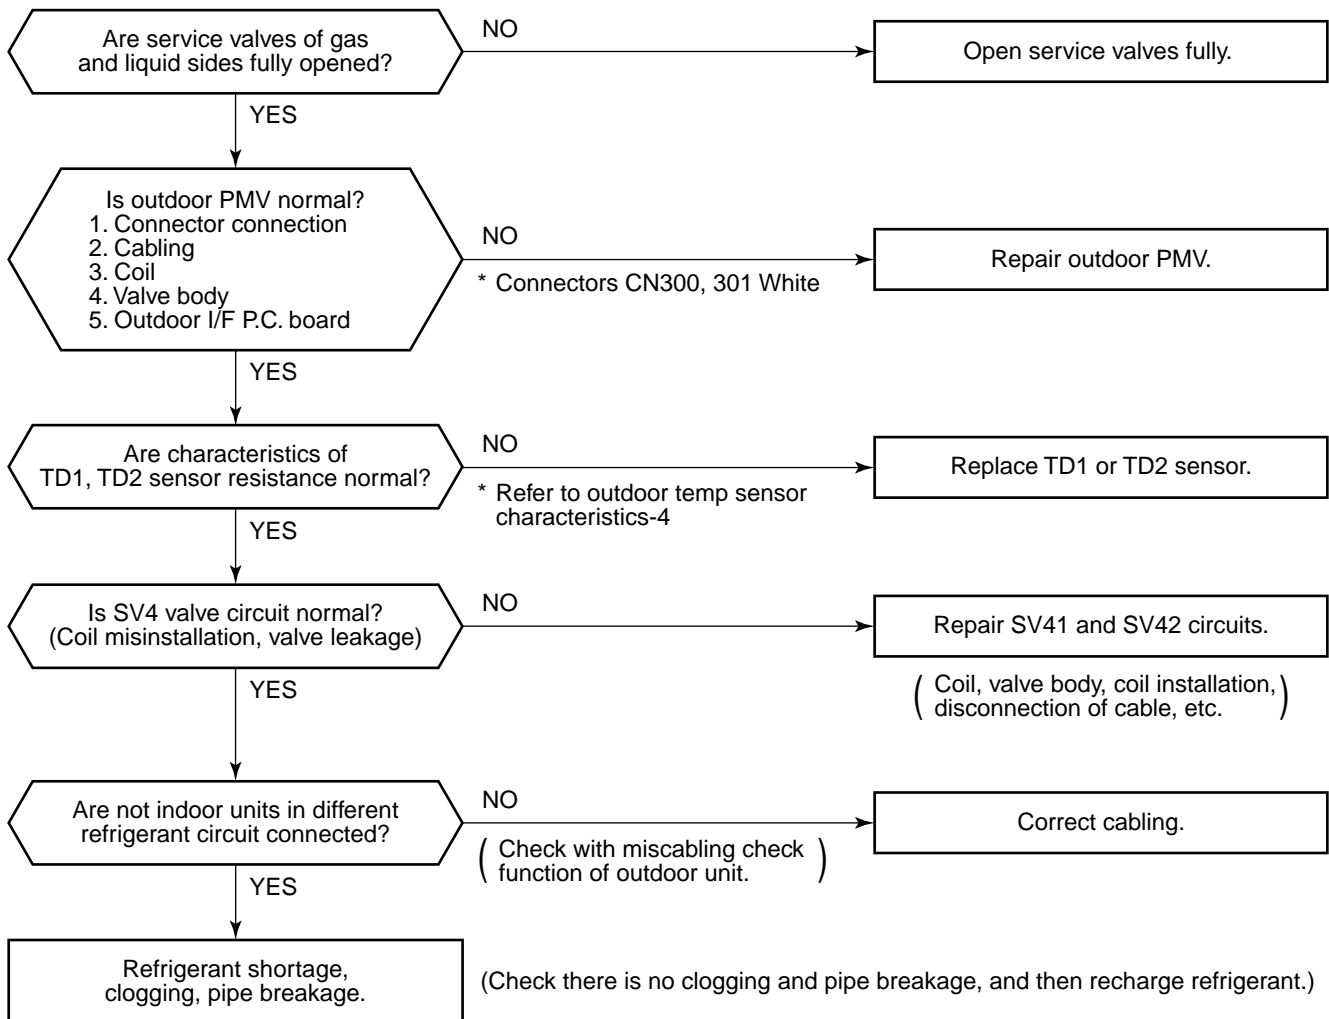 Are service valves of gas
and liquid sides fully opened?
NO
Open service valves fully.
YES
Is outdoor PMV normal?
1. Connector connection
2. Cabling
3. Coil
4. Valve body
5. Outdoor I/F P.C. board
NO
* Connectors CN300, 301 White
Repair outdoor PMV.
YES
Are characteristics of
TD1, TD2 sensor resistance normal?
NO
* Refer to outdoor temp sensor
characteristics-4
Replace TD1 or TD2 sensor.
YES
Is SV4 valve circuit normal?
(Coil misinstallation, valve leakage)
NO
Repair SV41 and SV42 circuits.
(Coil, valve body, coil installation,
disconnection of cable, etc.)
YES
Are not indoor units in different
refrigerant circuit connected?
NO
(Check with miscabling check
function of outdoor unit.)
Correct cabling.
YES
Refrigerant shortage,
clogging, pipe breakage.
(Check there is no clogging and pipe breakage, and then recharge refrigerant.)